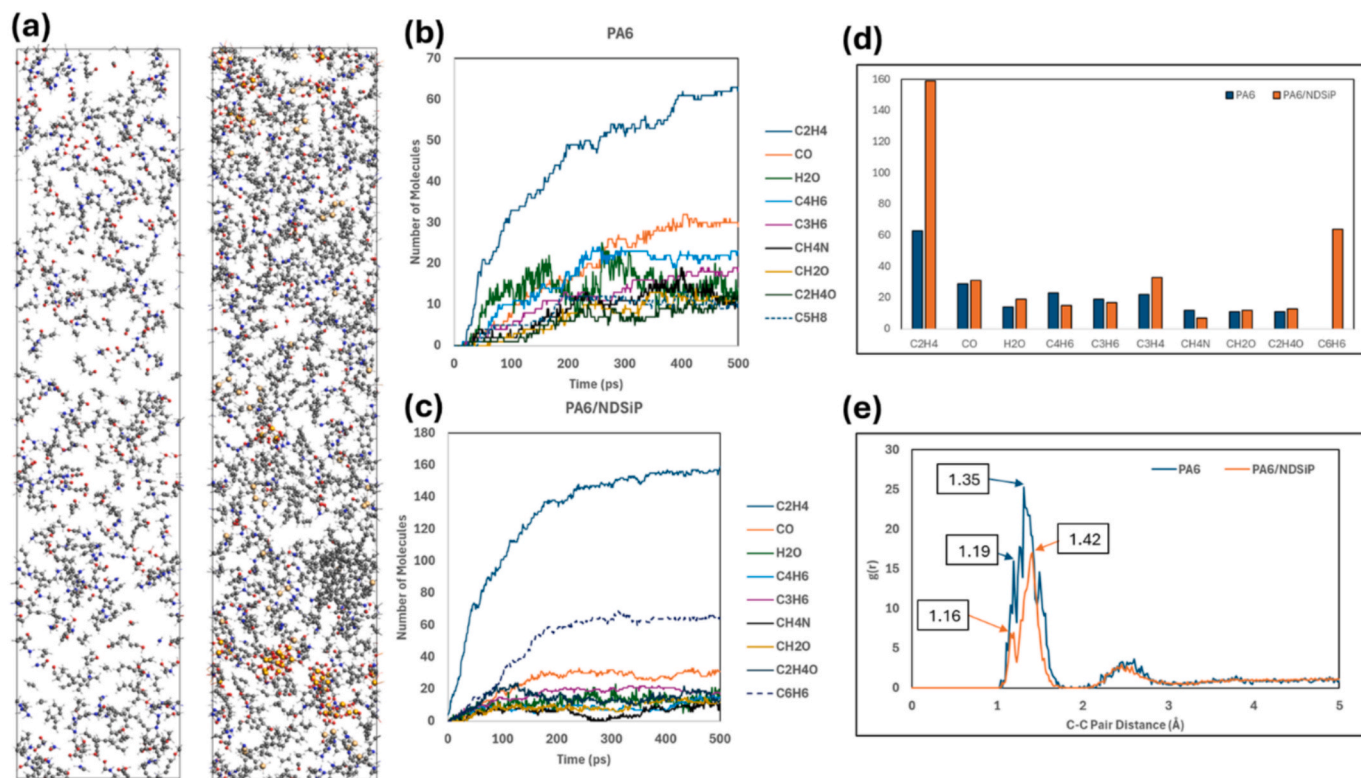 (a)
(b)
PA6
Number of Molecules
70
60
50
40
30
20
10
0
0
100
200
300
400
500
Time (ps)
C2H4
CO
H2O
C4H6
C3H6
CH4N
CH2O
C2H4O
C5H8
(c)
PA6/NDSiP
Number of Molecules
180
160
140
120
100
80
60
40
20
0
0
100
200
300
400
500
Time (ps)
C2H4
CO
H2O
C4H6
C3H6
CH4N
CH2O
C2H4O
C6H6
(d)
160
140
120
100
80
60
40
20
0
PA6
PA6/NDSiP
C2H4
CO
H2O
C4H6
C3H6
C3H4
CH4N
CH2O
C2H4O
C6H6
(e)
g(r)
30
25
20
15
10
5
0
PA6
PA6/NDSiP
1.35
1.19
1.42
1.16
0
1
2
3
4
5
C-C Pair Distance (Å)